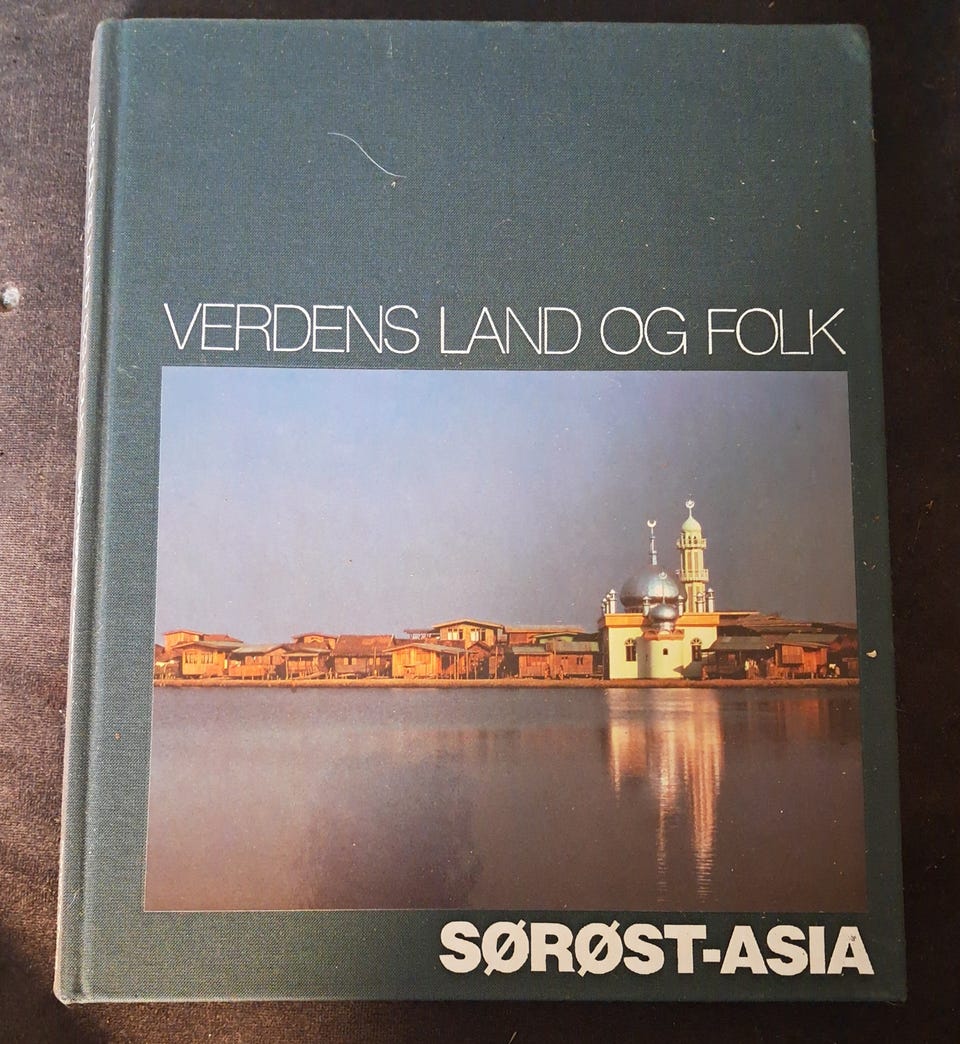 VERDENS LAND OG FOLK
SØRØST-ASIA